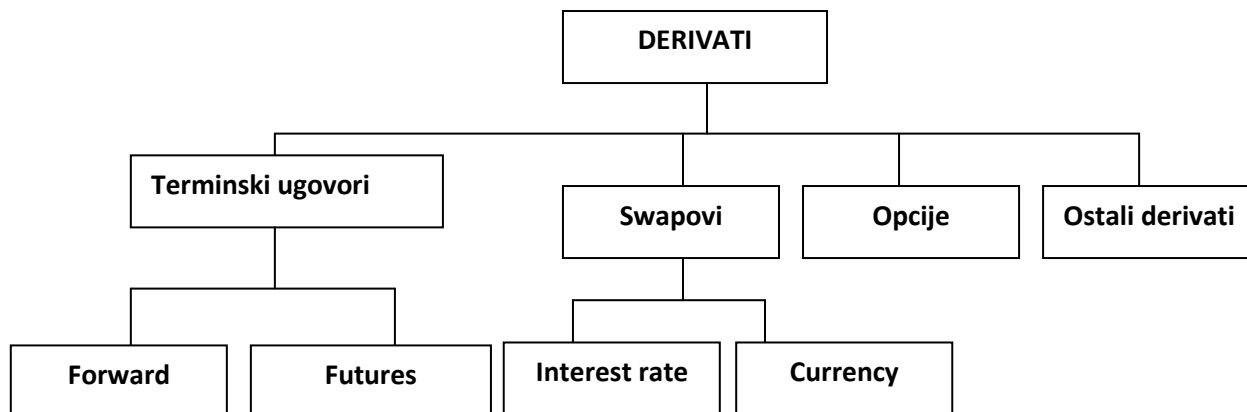 DERIVATI
Terminski ugovori
Swapovi
Opcije
Ostali derivati
Forward
Futures
Interest rate
Currency